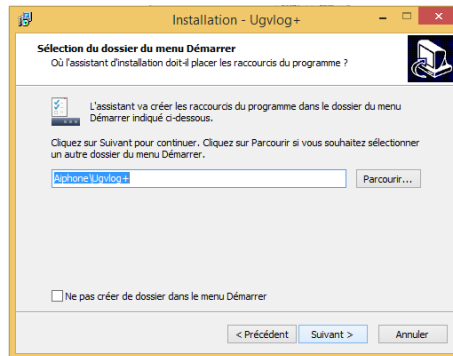 Installation - Ugvlog+
Sélection du dossier du menu Démarrer
Où l'assistant d'installation doit-il placer les raccourcis du programme ?
L'assistant va créer les raccourcis du programme dans le dossier du menu
Démarrer indiqué ci-dessous.
Cliquez sur Suivant pour continuer. Cliquez sur Parcourir si vous souhaitez sélectionner
un autre dossier du menu Démarrer.
Aiphone\Ugvlog+
Parcourir...
Ne pas créer de dossier dans le menu Démarrer
< Précédent
Suivant >
Annuler